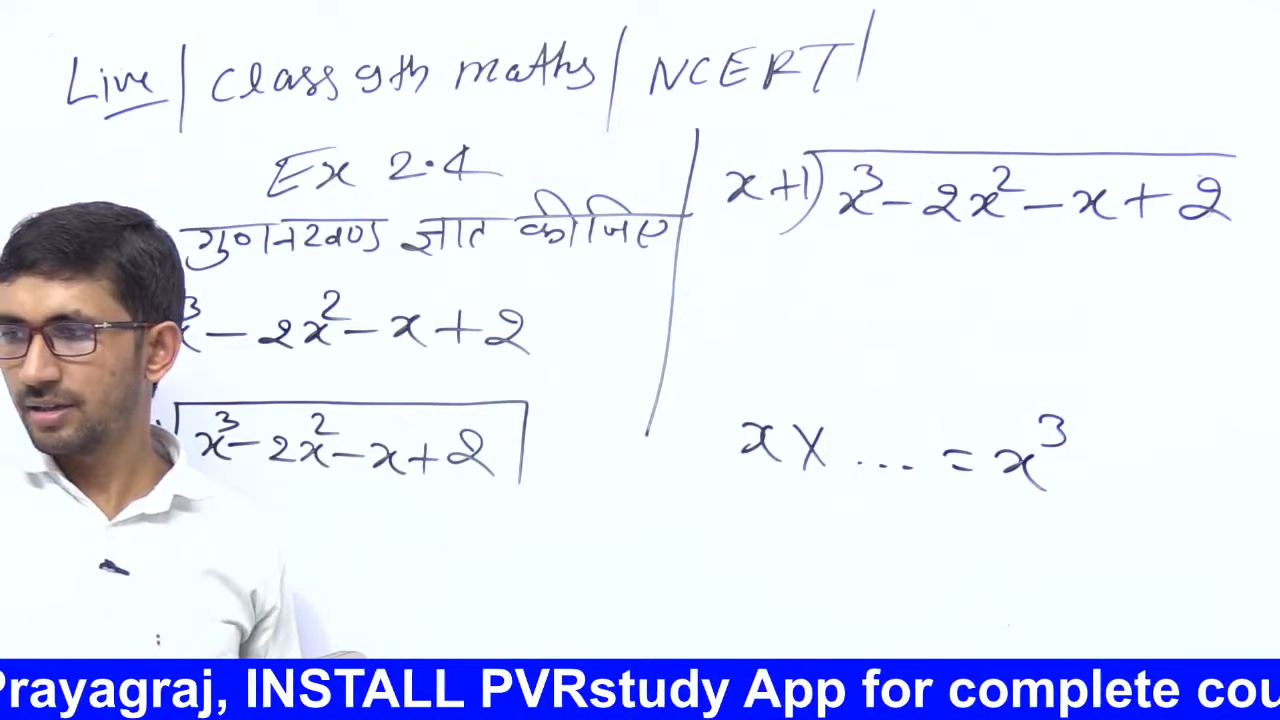 Live | Class 9th maths | NCERT |
Ex 2.4
गुणनखण्ड ज्ञात कीजिए
x³ - 2x² - x + 2
x³ - 2x² - x + 2
x+1) x³ - 2x² - x + 2
x × ... = x³
Prayagraj, INSTALL PVRstudy App for complete cou